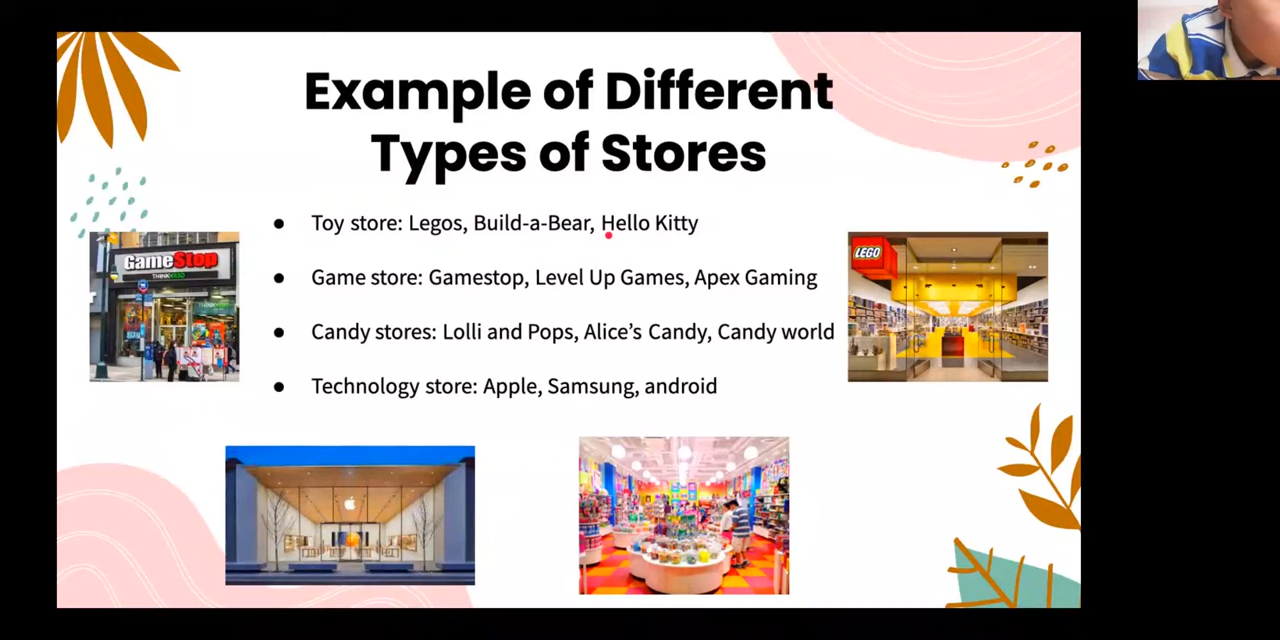 Example of Different
Types of Stores
● Toy store: Legos, Build-a-Bear, Hello Kitty
● Game store: Gamestop, Level Up Games, Apex Gaming
● Candy stores: Lolli and Pops, Alice's Candy, Candy world
● Technology store: Apple, Samsung, android
GameStop
LEGO